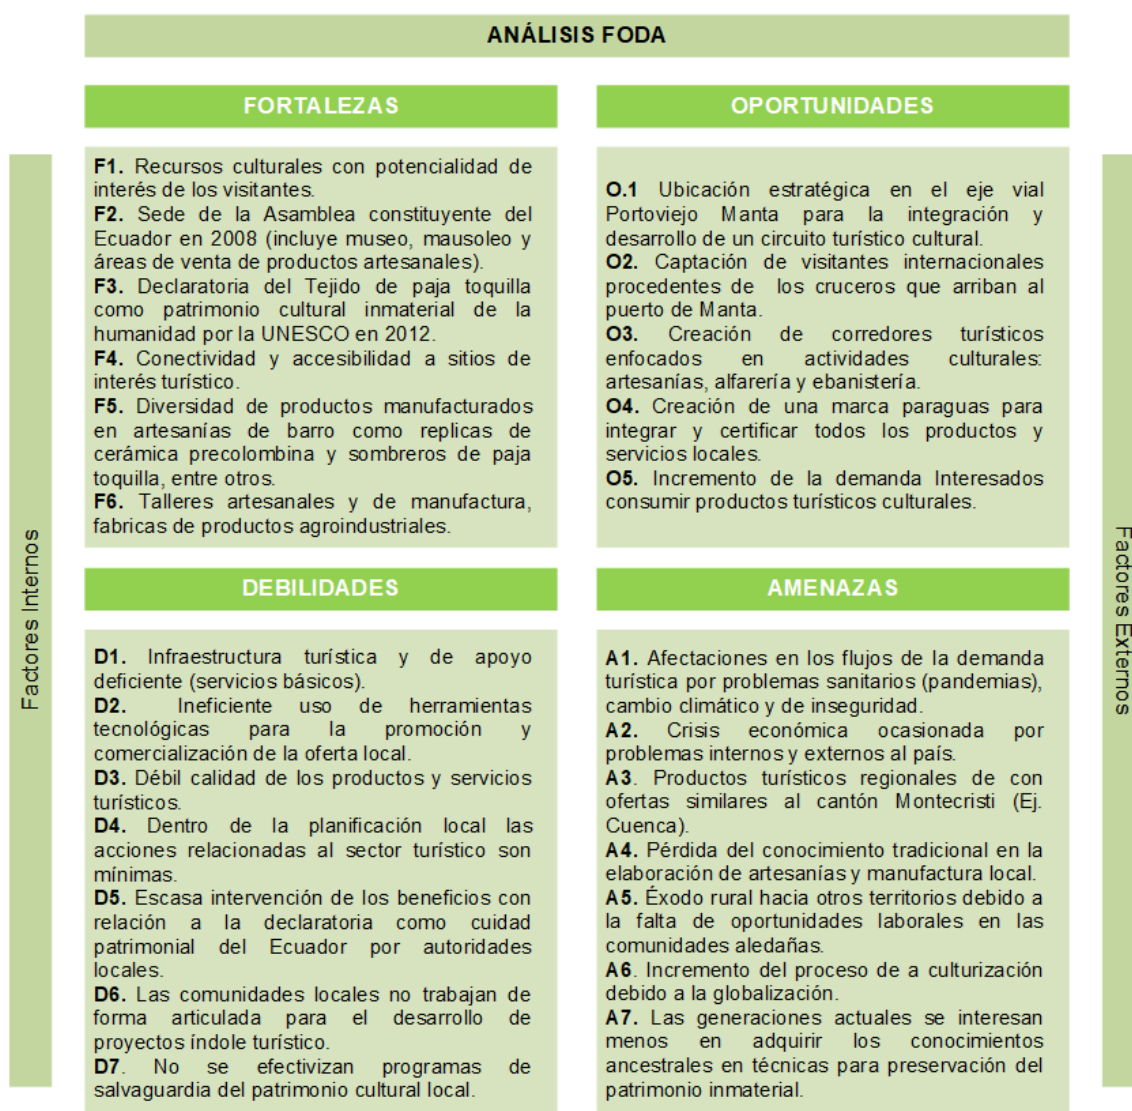 ANÁLISIS FODA
FORTALEZAS
F1. Recursos culturales con potencialidad de
interés de los visitantes.
F2. Sede de la Asamblea constituyente del
Ecuador en 2008 (incluye museo, mausoleo y
áreas de venta de productos artesanales).
F3. Declaratoria del Tejido de paja toquilla
como patrimonio cultural inmaterial de la
humanidad por la UNESCO en 2012.
F4. Conectividad y accesibilidad a sitios de
interés turístico.
F5. Diversidad de productos manufacturados
en artesanías de barro como replicas de
cerámica precolombina y sombreros de paja
toquilla, entre otros.
F6. Talleres artesanales y de manufactura,
fabricas de productos agroindustriales.
OPORTUNIDADES
O.1 Ubicación estratégica en el eje vial
Portoviejo Manta para la integración y
desarrollo de un circuito turístico cultural.
O2. Captación de visitantes internacionales
procedentes de los cruceros que arriban al
puerto de Manta.
O3. Creación de corredores turísticos
enfocados en actividades culturales:
artesanías, alfarería y ebanistería.
O4. Creación de una marca paraguas para
integrar y certificar todos los productos y
servicios locales.
O5. Incremento de la demanda Interesados
consumir productos turísticos culturales.
Factores Internos
DEBILIDADES
D1. Infraestructura turística y de apoyo
deficiente (servicios básicos).
D2. Ineficiente uso de herramientas
tecnológicas para la promoción y
comercialización de la oferta local.
D3. Débil calidad de los productos y servicios
turísticos.
D4. Dentro de la planificación local las
acciones relacionadas al sector turístico son
mínimas.
D5. Escasa intervención de los beneficios con
relación a la declaratoria como cuidad
patrimonial del Ecuador por autoridades
locales.
D6. Las comunidades locales no trabajan de
forma articulada para el desarrollo de
proyectos índole turístico.
D7. No se efectivizan programas de
salvaguardia del patrimonio cultural local.
AMENAZAS
A1. Afectaciones en los flujos de la demanda
turística por problemas sanitarios (pandemias),
cambio climático y de inseguridad.
A2. Crisis económica ocasionada por
problemas internos y externos al país.
A3. Productos turísticos regionales de con
ofertas similares al cantón Montecristi (Ej.
Cuenca).
A4. Pérdida del conocimiento tradicional en la
elaboración de artesanías y manufactura local.
A5. Éxodo rural hacia otros territorios debido a
la falta de oportunidades laborales en las
comunidades aledañas.
A6. Incremento del proceso de a culturización
debido a la globalización.
A7. Las generaciones actuales se interesan
menos en adquirir los conocimientos
ancestrales en técnicas para preservación del
patrimonio inmaterial.
Factores Externos